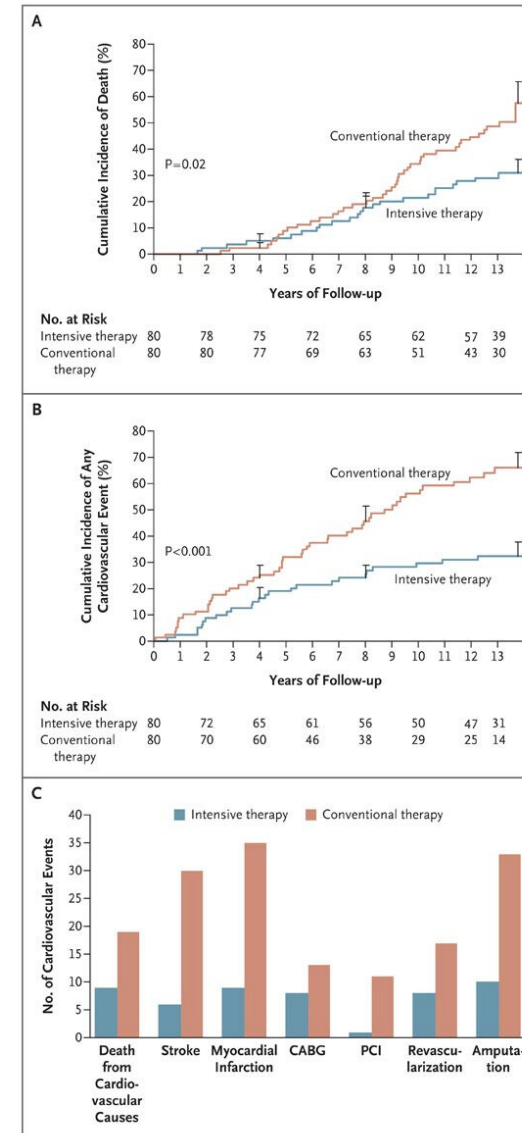 A
80
70
60
50
40
30
20
10
0
Cumulative Incidence of Death (%)
P=0.02
Conventional therapy
Intensive therapy
0 1 2 3 4 5 6 7 8 9 10 11 12 13
Years of Follow-up
No. at Risk
Intensive therapy 80 78 75 72 65 62 57 39
Conventional 80 80 77 69 63 51 43 30
therapy
B
80
70
60
50
40
30
20
10
0
Cumulative Incidence of Any
Cardiovascular Event (%)
P<0.001
Conventional therapy
Intensive therapy
0 1 2 3 4 5 6 7 8 9 10 11 12 13
Years of Follow-up
No. at Risk
Intensive therapy 80 72 65 61 56 50 47 31
Conventional 80 70 60 46 38 29 25 14
therapy
C
Intensive therapy Conventional therapy
40
35
30
25
20
15
10
5
0
No. of Cardiovascular Events
Death Stroke Myocardial CABG PCI Revascu- Amputa-
from Infarction larization tion
Cardio-
vascular
Causes